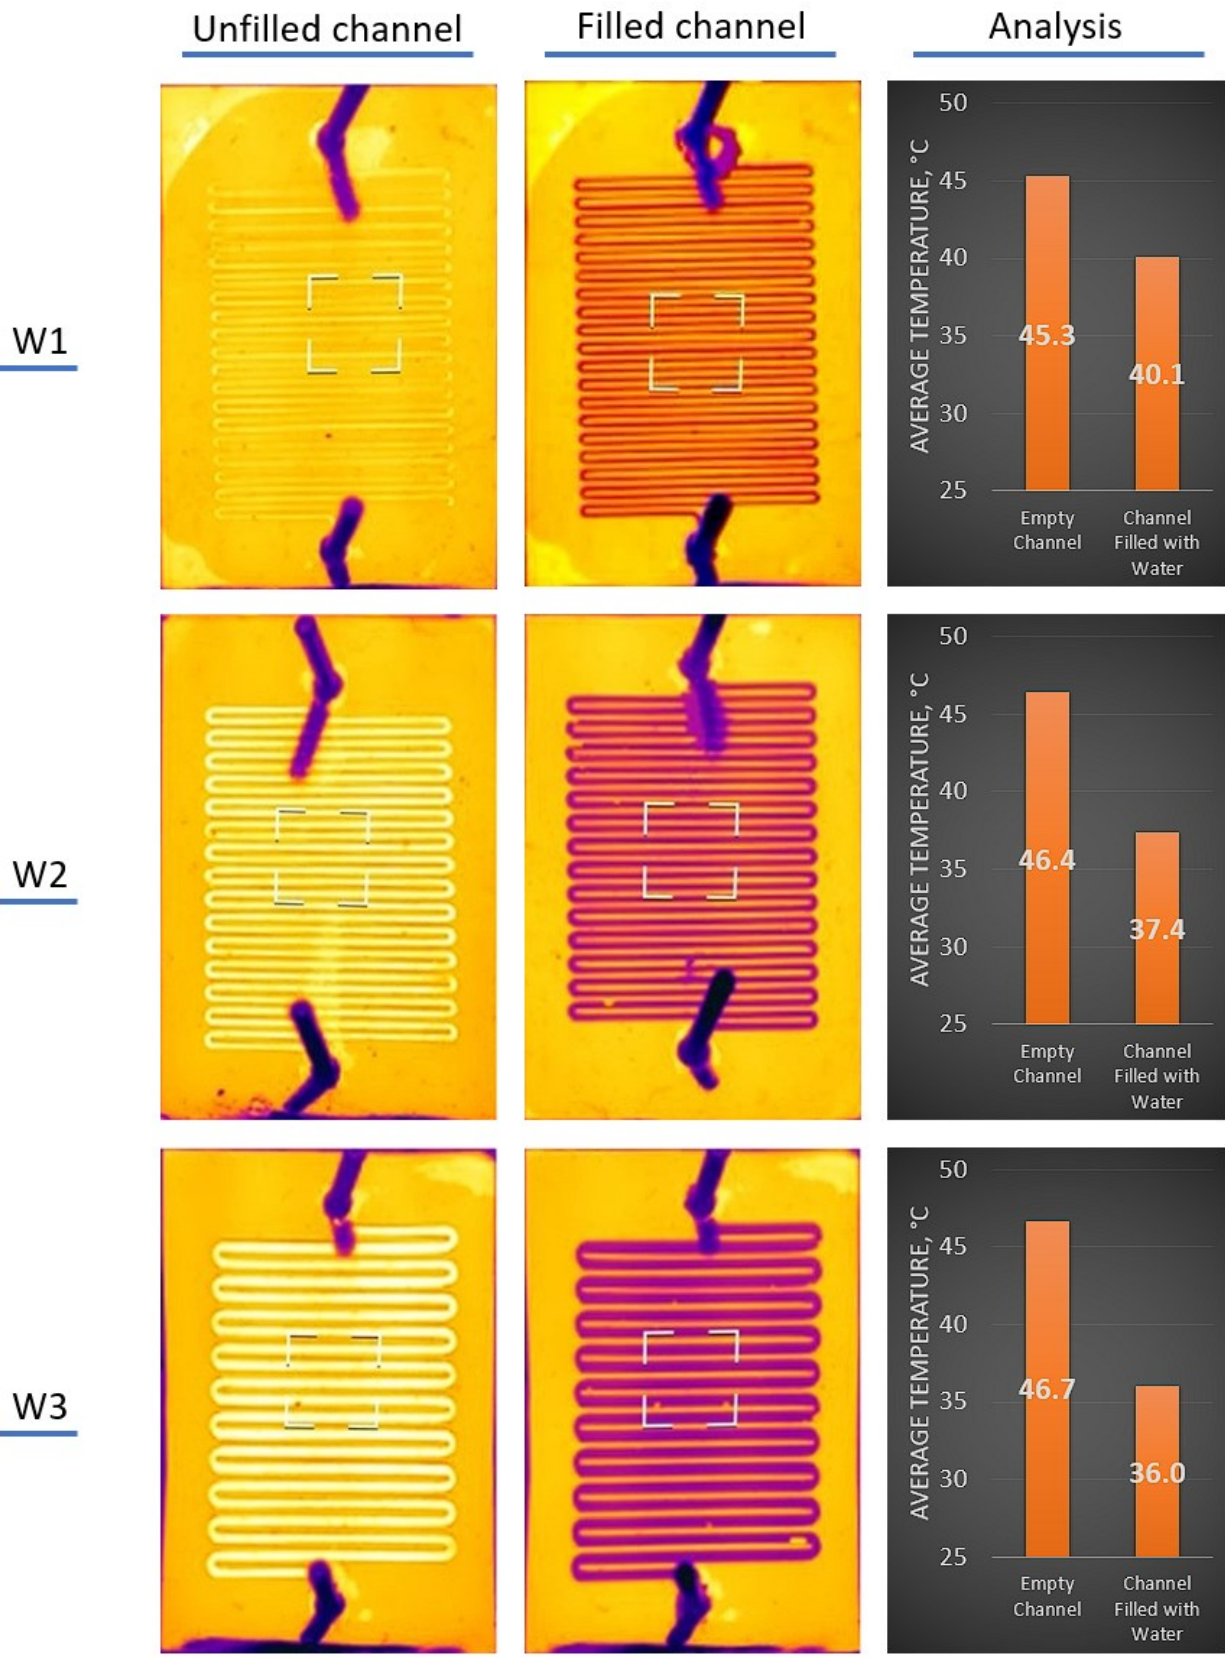 Unfilled channel
Filled channel
Analysis
W1
AVERAGE TEMPERATURE, °C
50
45
40
35
30
25
45.3
40.1
Empty
Channel
Channel
Filled with
Water
W2
AVERAGE TEMPERATURE, °C
50
45
40
35
30
25
46.4
37.4
Empty
Channel
Channel
Filled with
Water
W3
AVERAGE TEMPERATURE, °C
50
45
40
35
30
25
46.7
36.0
Empty
Channel
Channel
Filled with
Water